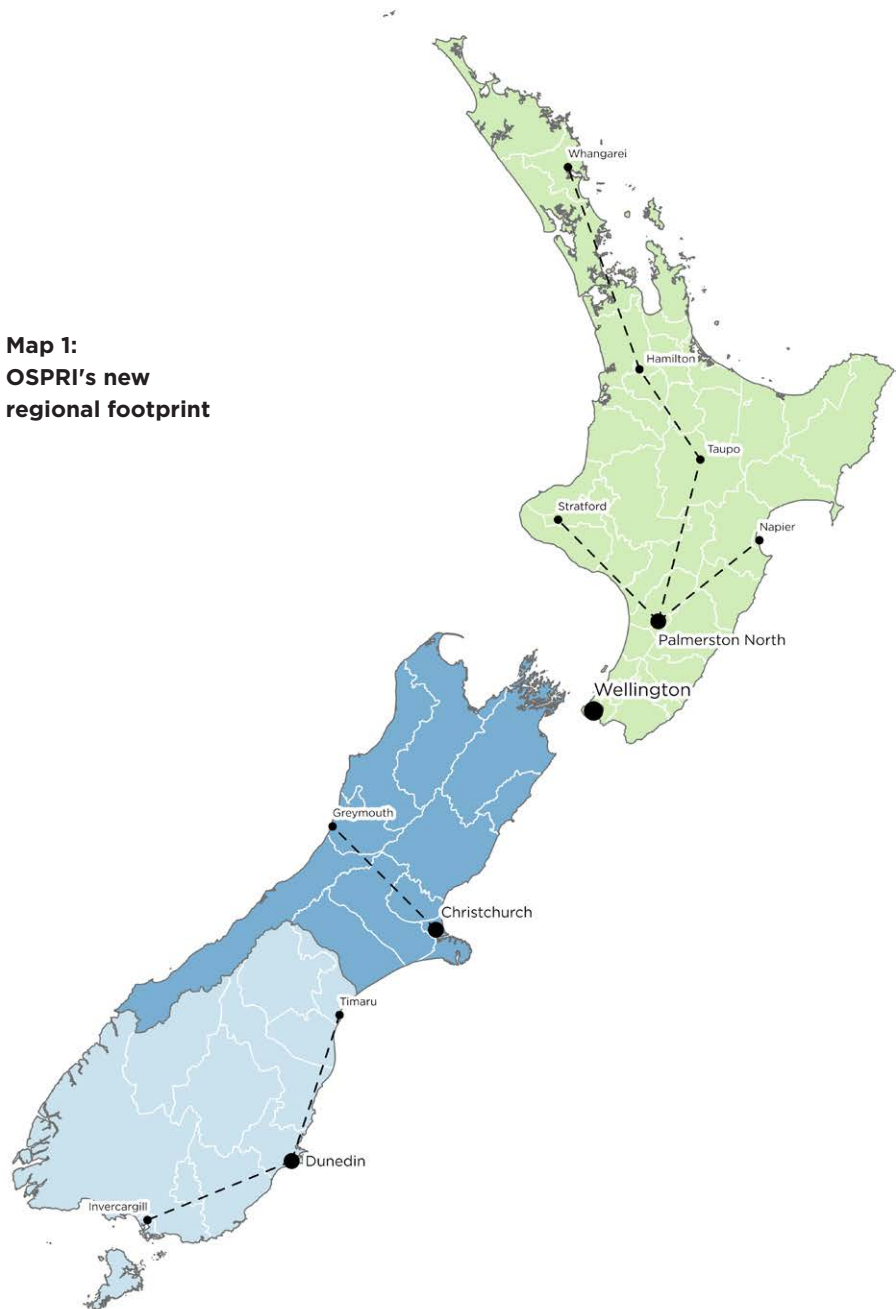 Map 1:
OSPRI's new
regional footprint
Whangarei
Hamilton
Taupo
Stratford
Napier
Palmerston North
Wellington
Greymouth
Christchurch
Timaru
Dunedin
Invercargill